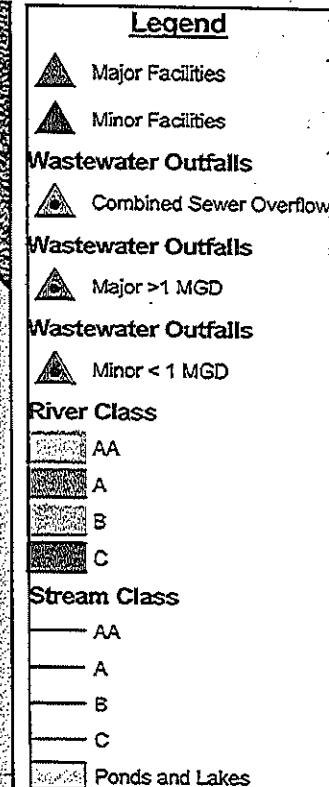 Legend
Major Facilities
Minor Facilities
Wastewater Outfalls
Combined Sewer Overflow
Wastewater Outfalls
Major >1 MGD
Wastewater Outfalls
Minor < 1 MGD
River Class
AA
A
B
C
Stream Class
AA
A
B
C
Ponds and Lakes